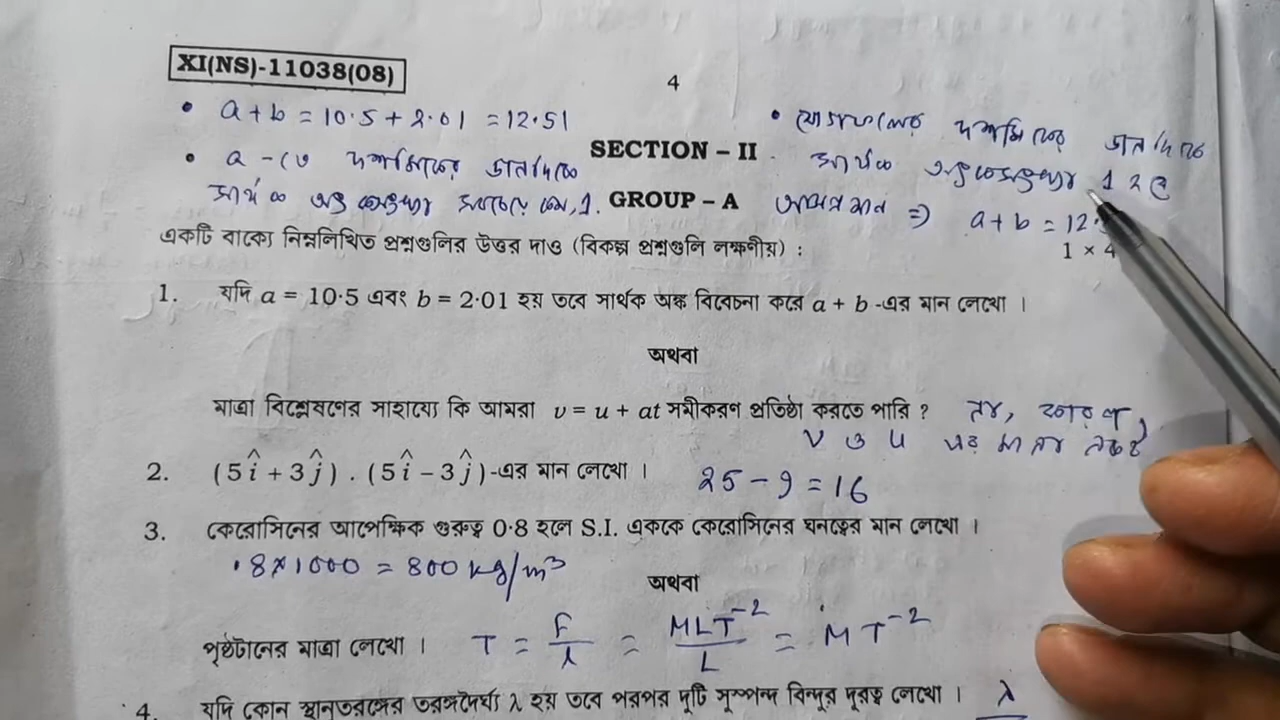 XI(NS)-11038(08)
4
• a + b = 10.5 + 2.01 = 12.51
• যোগফলের দশমিকের ডানদিকে
SECTION – II
• a -তে দশমিকের ডানদিকে
সার্থক অঙ্কসংখ্যা 1
সার্থক অঙ্কসংখ্যা সবচেয়ে কম, 1.
GROUP – A
⇒ a + b = 12.
একটি বাক্যে নিম্নলিখিত প্রশ্নগুলির উত্তর দাও (বিকল্প প্রশ্নগুলি লক্ষণীয়) :
1 × 4
1. যদি a = 10·5 এবং b = 2·01 হয় তবে সার্থক অঙ্ক বিবেচনা করে a + b -এর মান লেখো ।
অথবা
মাত্রা বিশ্লেষণের সাহায্যে কি আমরা v = u + at সমীকরণ প্রতিষ্ঠা করতে পারি ? না, কারণ,
v ও u এর মাত্রা
2. (5î + 3ĵ) . (5î – 3ĵ)-এর মান লেখো । 25 – 9 = 16
3. কেরোসিনের আপেক্ষিক গুরুত্ব 0·8 হলে S.I. এককে কেরোসিনের ঘনত্বের মান লেখো ।
.8×1000 = 800 kg/m³
অথবা
পৃষ্ঠটানের মাত্রা লেখো । T = F/λ = MLT⁻²/L = MT⁻²
4. যদি কোন স্থানুতরঙ্গের তরঙ্গদৈর্ঘ্য λ হয় তবে পরপর দুটি সুস্পন্দ বিন্দুর দূরত্ব লেখো । λ